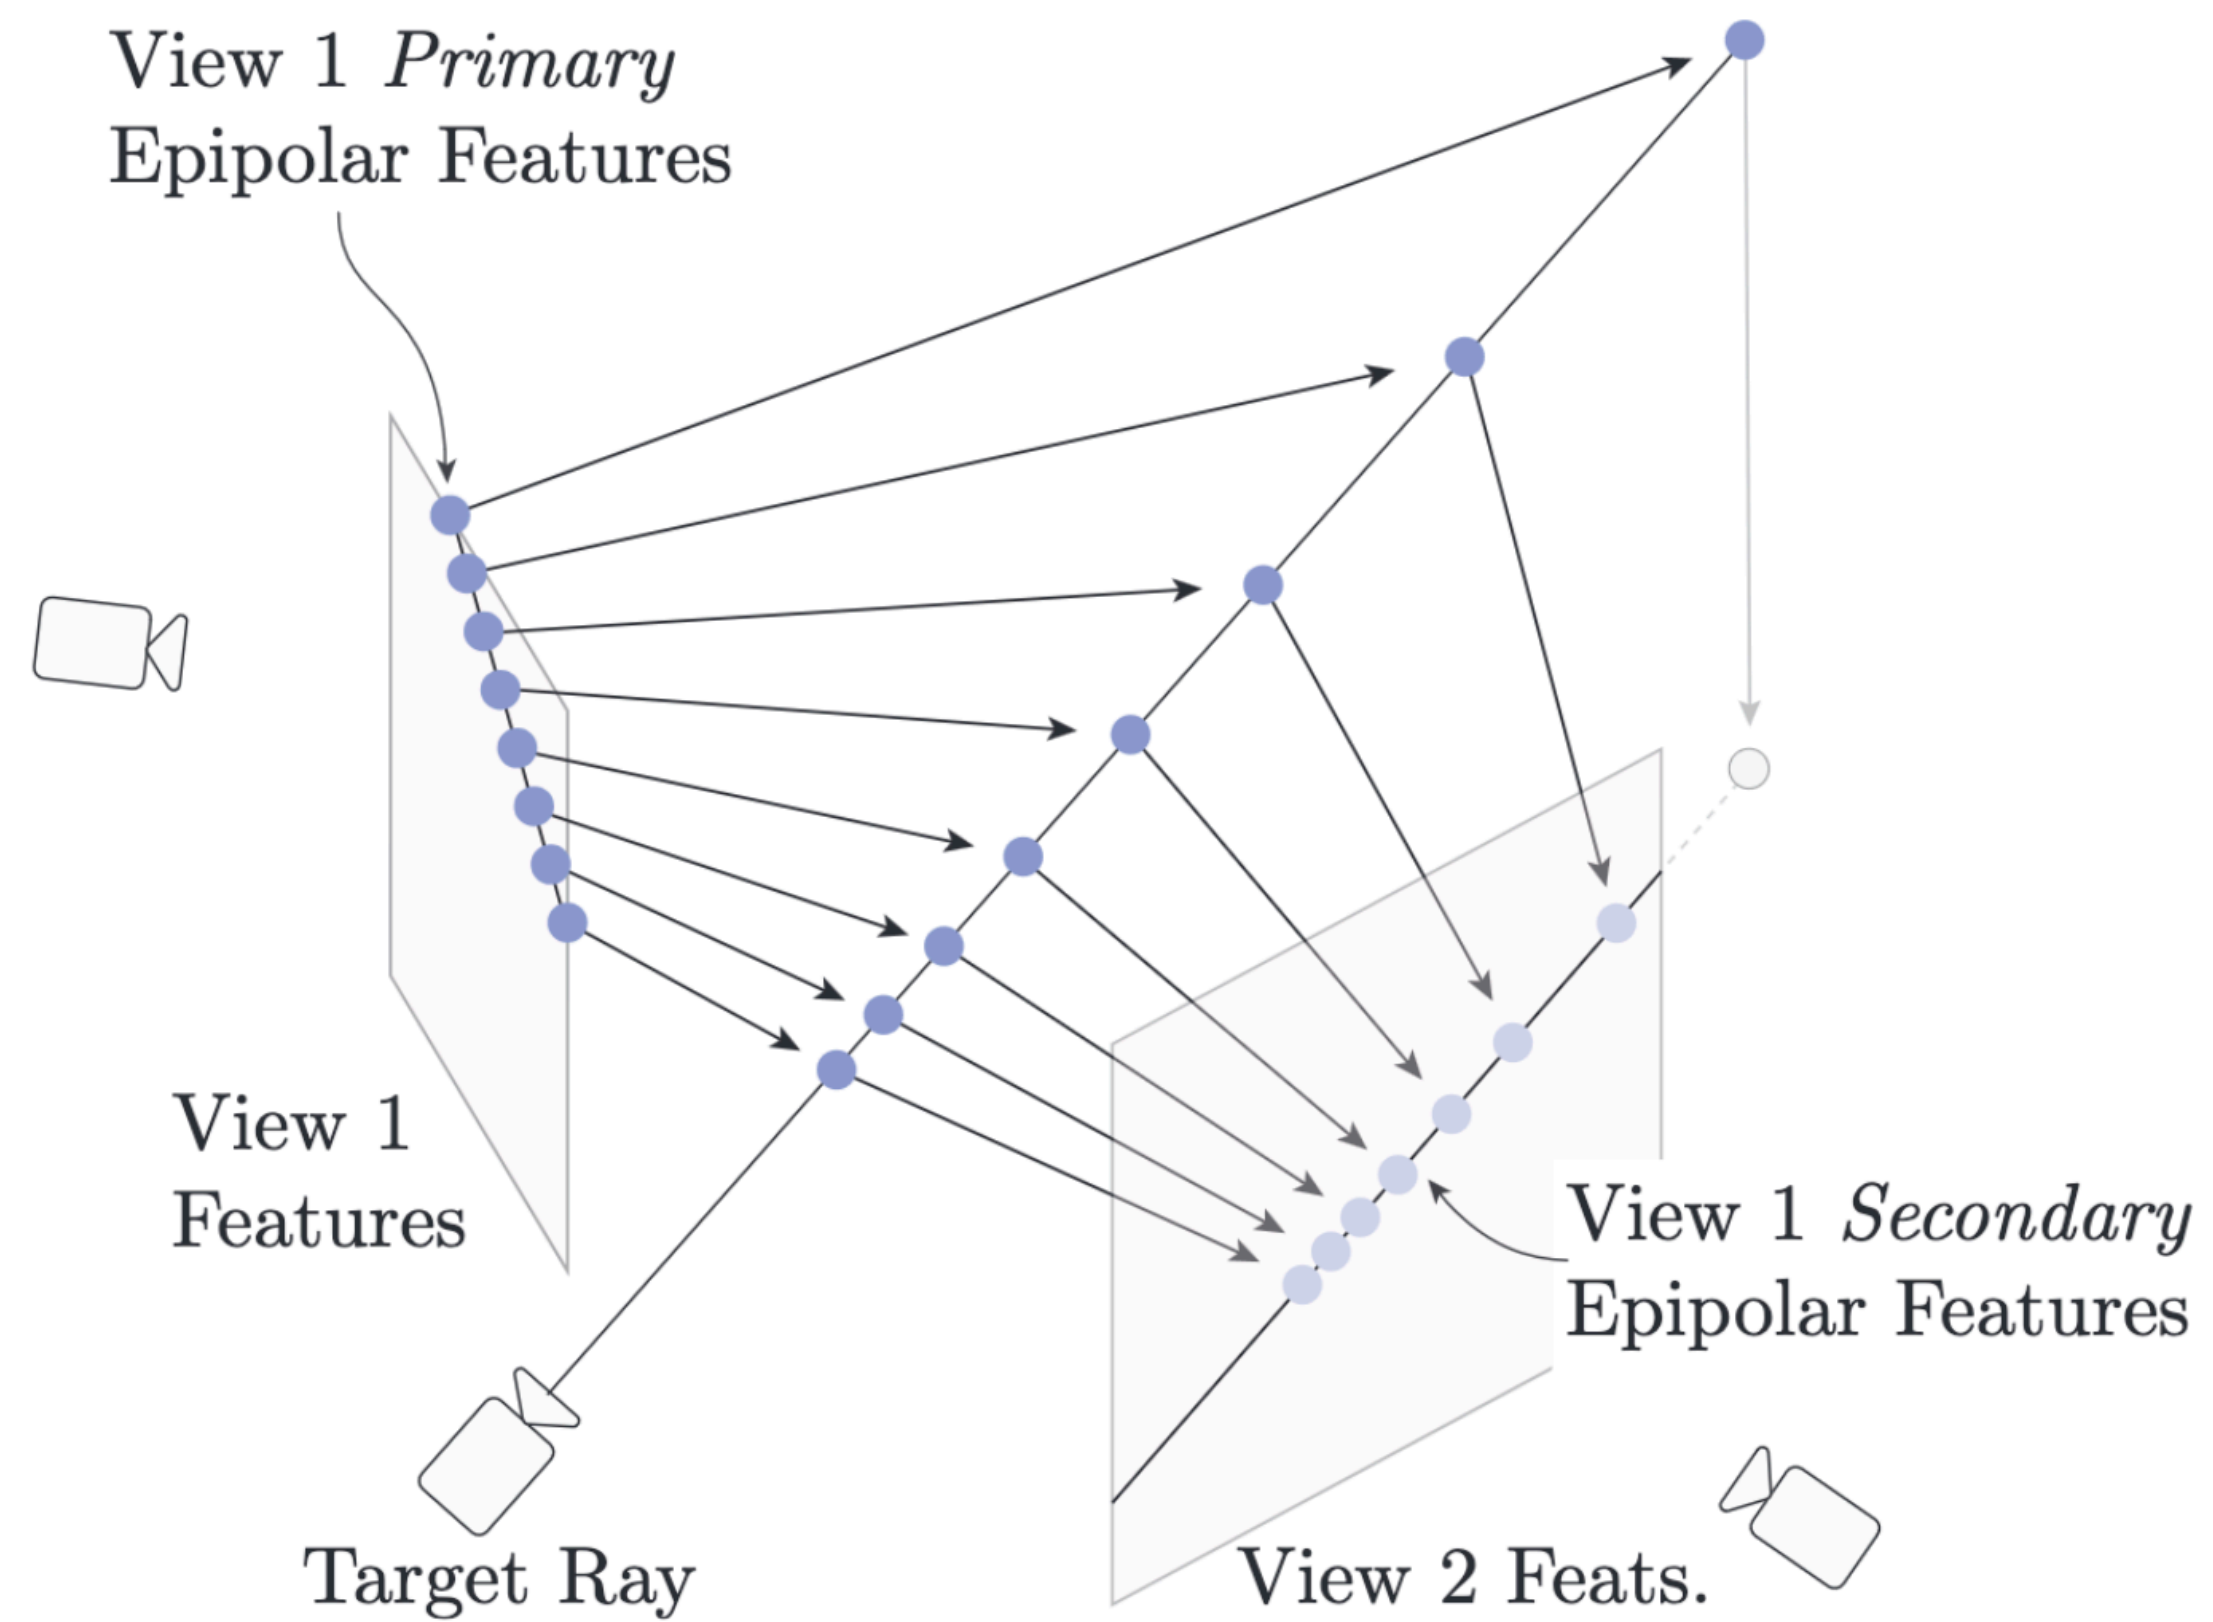 View 1 Primary
Epipolar Features
View 1
Features
View 1 Secondary
Epipolar Features
Target Ray
View 2 Feats.